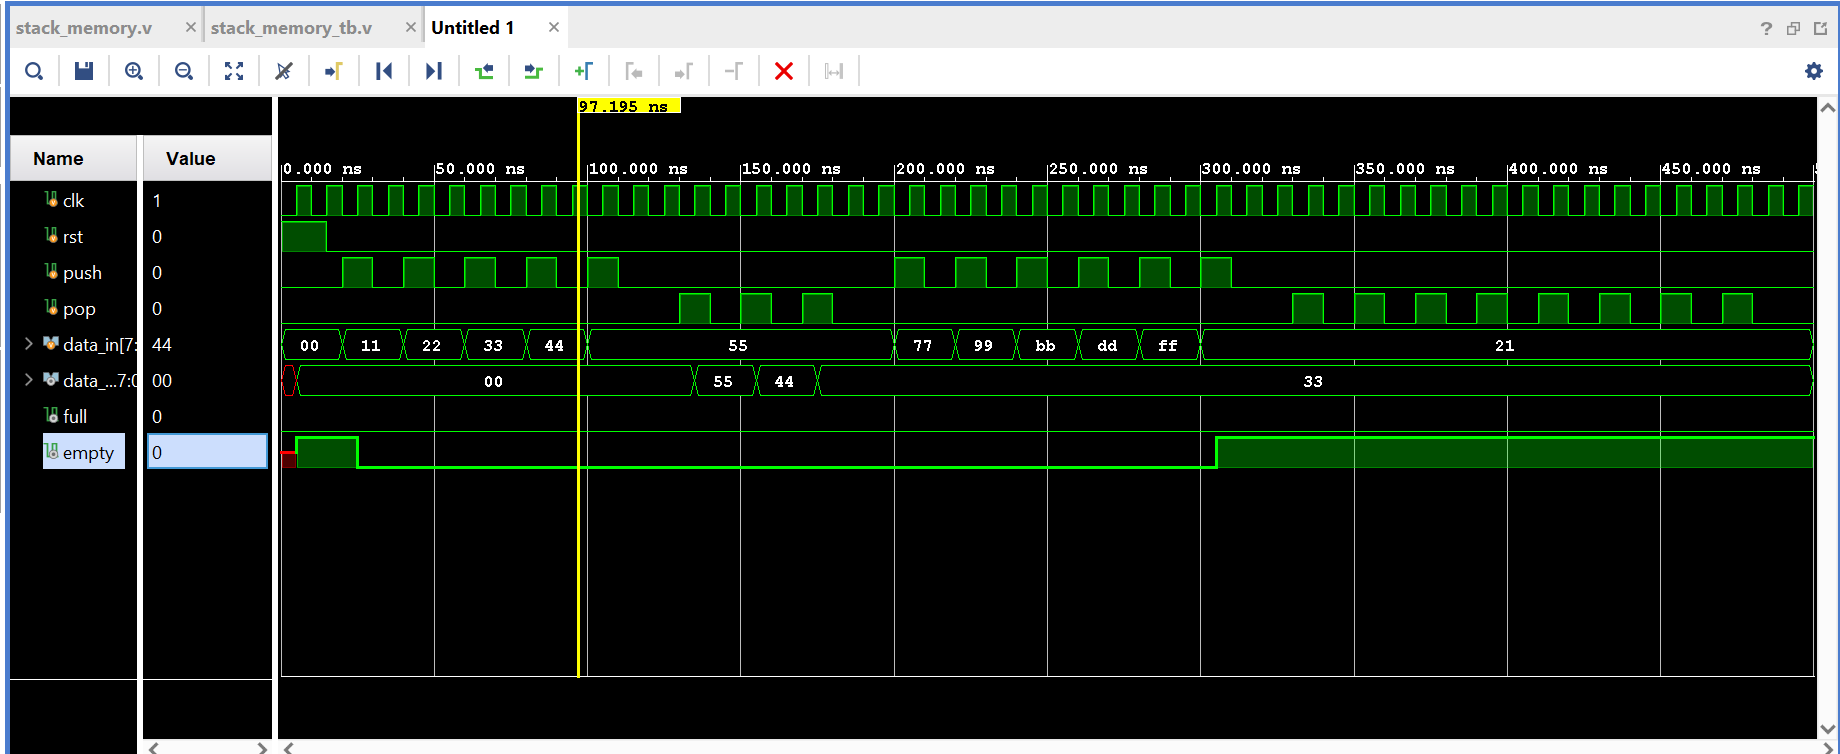 stack_memory.v × stack_memory_tb.v × Untitled 1 ×
?
97.195 ns
Name Value
0.000 ns 50.000 ns 100.000 ns 150.000 ns 200.000 ns 250.000 ns 300.000 ns 350.000 ns 400.000 ns 450.000 ns
clk 1
rst 0
push 0
pop 0
data_in[7: 44 00 11 22 33 44 55 77 99 bb dd ff 21
data_...7:0 00 00 55 44 33
full 0
empty 0